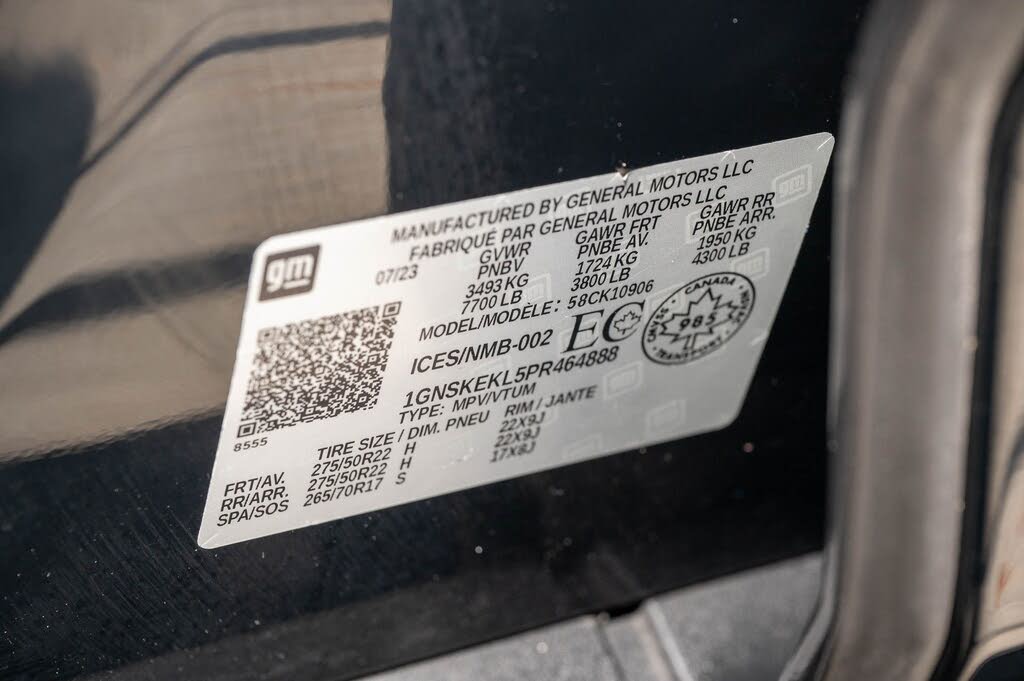 gm
MANUFACTURED BY GENERAL MOTORS LLC
FABRIQUÉ PAR GENERAL MOTORS LLC
07/23
GVWR GAWR FRT GAWR RR
PNBV PNBE AV. PNBE ARR.
3493 KG 1724 KG 1950 KG
7700 LB 3800 LB 4300 LB
MODEL/MODÈLE: 58CK10906
ICES/NMB-002 EC
CANADA
985
TRANSPORT
1GNSKEKL5PR464888
TYPE: MPV/VTUM
8555
TIRE SIZE / DIM. PNEU RIM / JANTE
FRT/AV. 275/50R22 H 22X9J
RR/ARR. 275/50R22 H 22X9J
SPA/SOS 265/70R17 S 17X8J